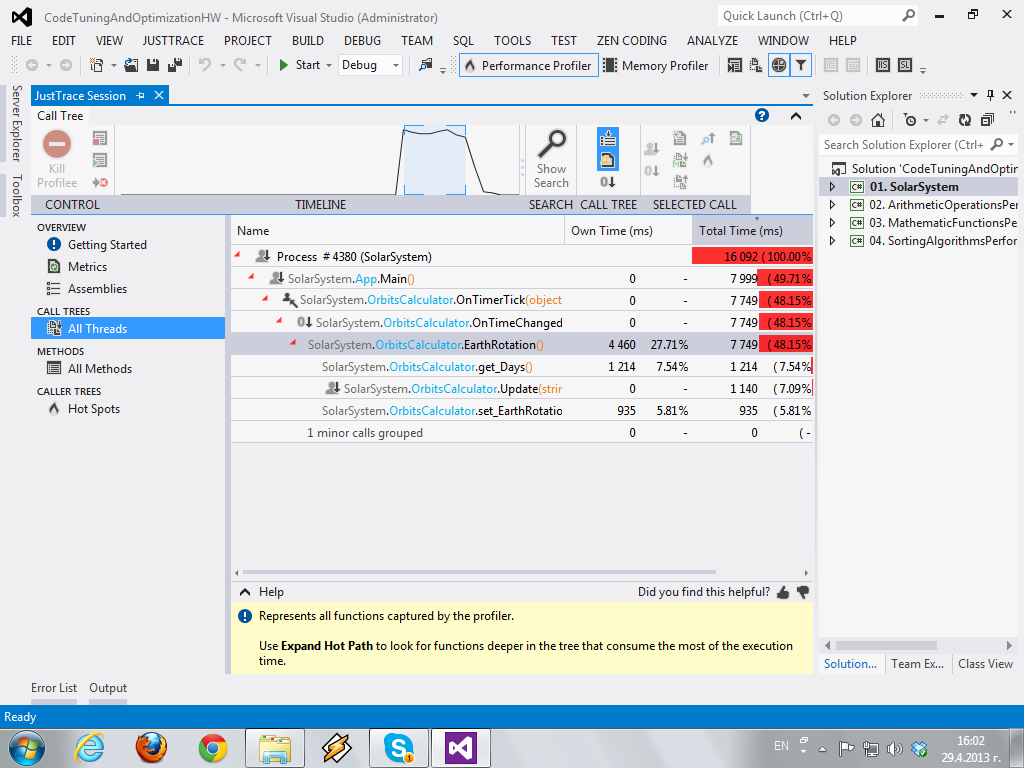 CodeTuningAndOptimizationHW - Microsoft Visual Studio (Administrator)
Quick Launch (Ctrl+Q)
FILE EDIT VIEW JUSTTRACE PROJECT BUILD DEBUG TEAM SQL TOOLS TEST ZEN CODING ANALYZE WINDOW HELP
Start Debug Performance Profiler Memory Profiler
Server Explorer
Toolbox
JustTrace Session
Call Tree
Kill Profilee
Show Search
CONTROL TIMELINE SEARCH CALL TREE SELECTED CALL
OVERVIEW
Getting Started
Metrics
Assemblies
CALL TREES
All Threads
METHODS
All Methods
CALLER TREES
Hot Spots
Name Own Time (ms) Total Time (ms)
Process # 4380 (SolarSystem) 16 092 (100.00%
SolarSystem.App.Main() 0 - 7 999 (49.71%
SolarSystem.OrbitsCalculator.OnTimerTick(object 0 - 7 749 (48.15%
SolarSystem.OrbitsCalculator.OnTimeChanged 0 - 7 749 (48.15%
SolarSystem.OrbitsCalculator.EarthRotation() 4 460 27.71% 7 749 (48.15%
SolarSystem.OrbitsCalculator.get_Days() 1 214 7.54% 1 214 (7.54%
SolarSystem.OrbitsCalculator.Update(strin 0 - 1 140 (7.09%
SolarSystem.OrbitsCalculator.set_EarthRotatio 935 5.81% 935 (5.81%
1 minor calls grouped 0 - 0 (-
Help
Did you find this helpful?
Represents all functions captured by the profiler.
Use Expand Hot Path to look for functions deeper in the tree that consume the most of the execution
time.
Solution Explorer
Search Solution Explorer (Ctrl+
Solution 'CodeTuningAndOptin
01. SolarSystem
02. ArithmeticOperationsPer
03. MathematicFunctionsPe
04. SortingAlgorithmsPerfor
Solution... Team Ex... Class View
Error List Output
Ready
EN
16:02
29.4.2013 г.